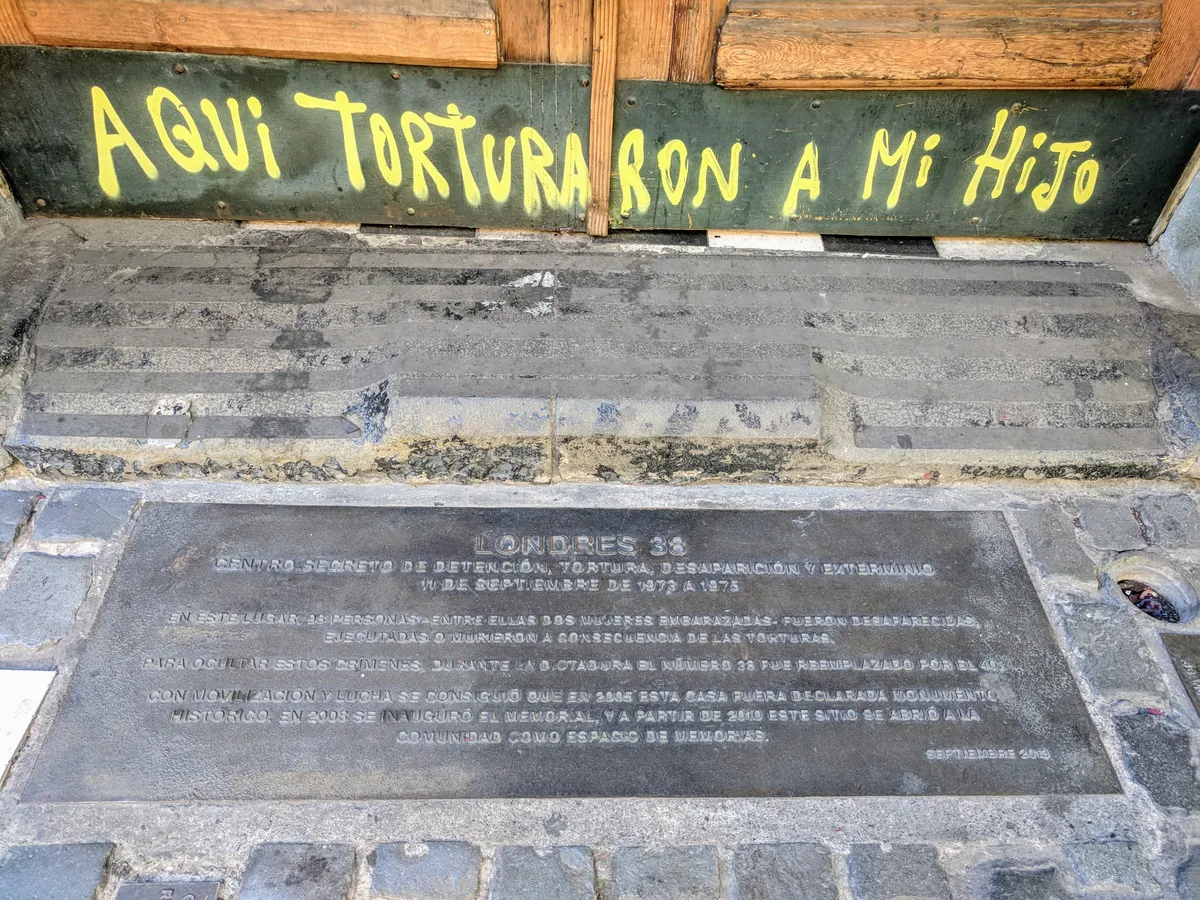 AQUi TORTURARON A Mi HiJO
LONDRES 38
CENTRO SECRETO DE DETENCIÓN, TORTURA, DESAPARICIÓN Y EXTERMINIO
11 DE SEPTIEMBRE DE 1973 A 1975
EN ESTE LUGAR, 98 PERSONAS - ENTRE ELLAS DOS MUJERES EMBARAZADAS - FUERON DESAPARECIDAS,
EJECUTADAS O MURIERON A CONSECUENCIA DE LAS TORTURAS.
PARA OCULTAR ESTOS CRÍMENES, DURANTE LA DICTADURA EL NÚMERO 38 FUE REEMPLAZADO POR EL 40.
CON MOVILIZACIÓN Y LUCHA SE CONSIGUIÓ QUE EN 2005 ESTA CASA FUERA DECLARADA MONUMENTO
HISTÓRICO. EN 2008 SE INAUGURÓ EL MEMORIAL, Y A PARTIR DE 2010 ESTE SITIO SE ABRIÓ A LA
COMUNIDAD COMO ESPACIO DE MEMORIAS.
SEPTIEMBRE 2013